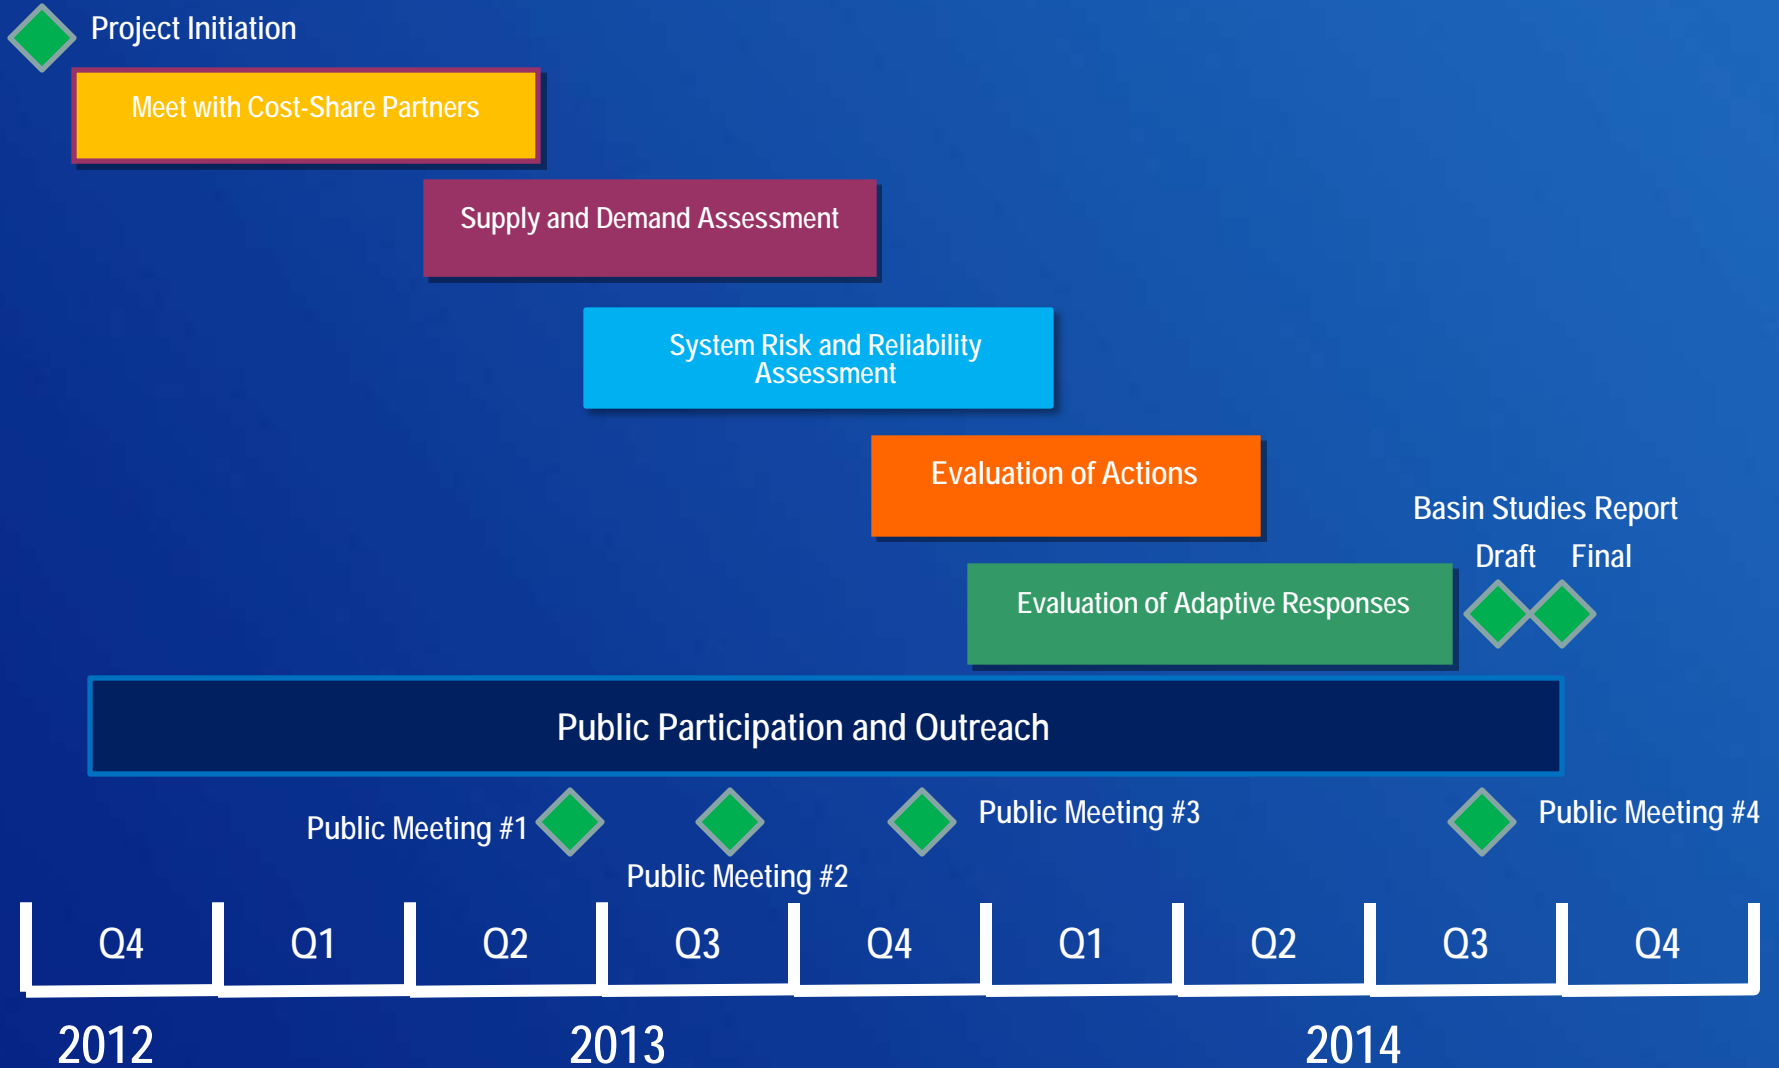 Project Initiation
Meet with Cost-Share Partners
Supply and Demand Assessment
System Risk and Reliability
Assessment
Evaluation of Actions
Basin Studies Report
Draft Final
Evaluation of Adaptive Responses
Public Participation and Outreach
Public Meeting #1
Public Meeting #2
Public Meeting #3
Public Meeting #4
Q4 Q1 Q2 Q3 Q4 Q1 Q2 Q3 Q4
2012 2013 2014